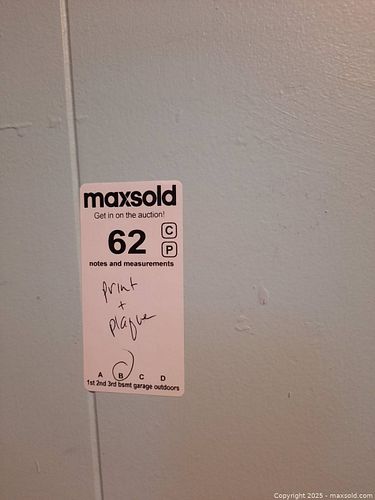 maxsold
Get in on the auction!
62 C
P
notes and measurements
print
+
plaque
A B C D
1st 2nd 3rd bsmt garage outdoors
Copyright 2025 - maxsold.com